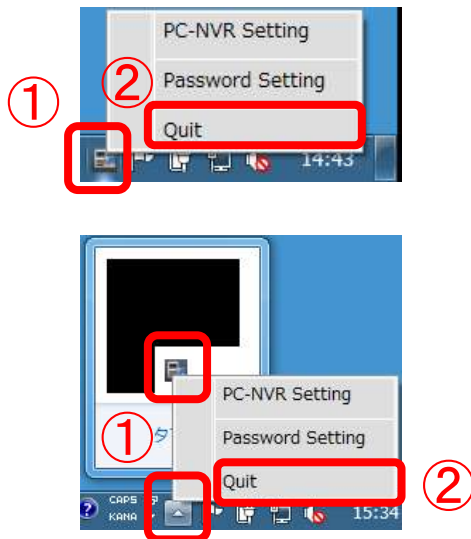 PC-NVR Setting
②
Password Setting
①
Quit
14:43
PC-NVR Setting
①
タ
Password Setting
Quit
②
?
CAPS
KANA
15:34